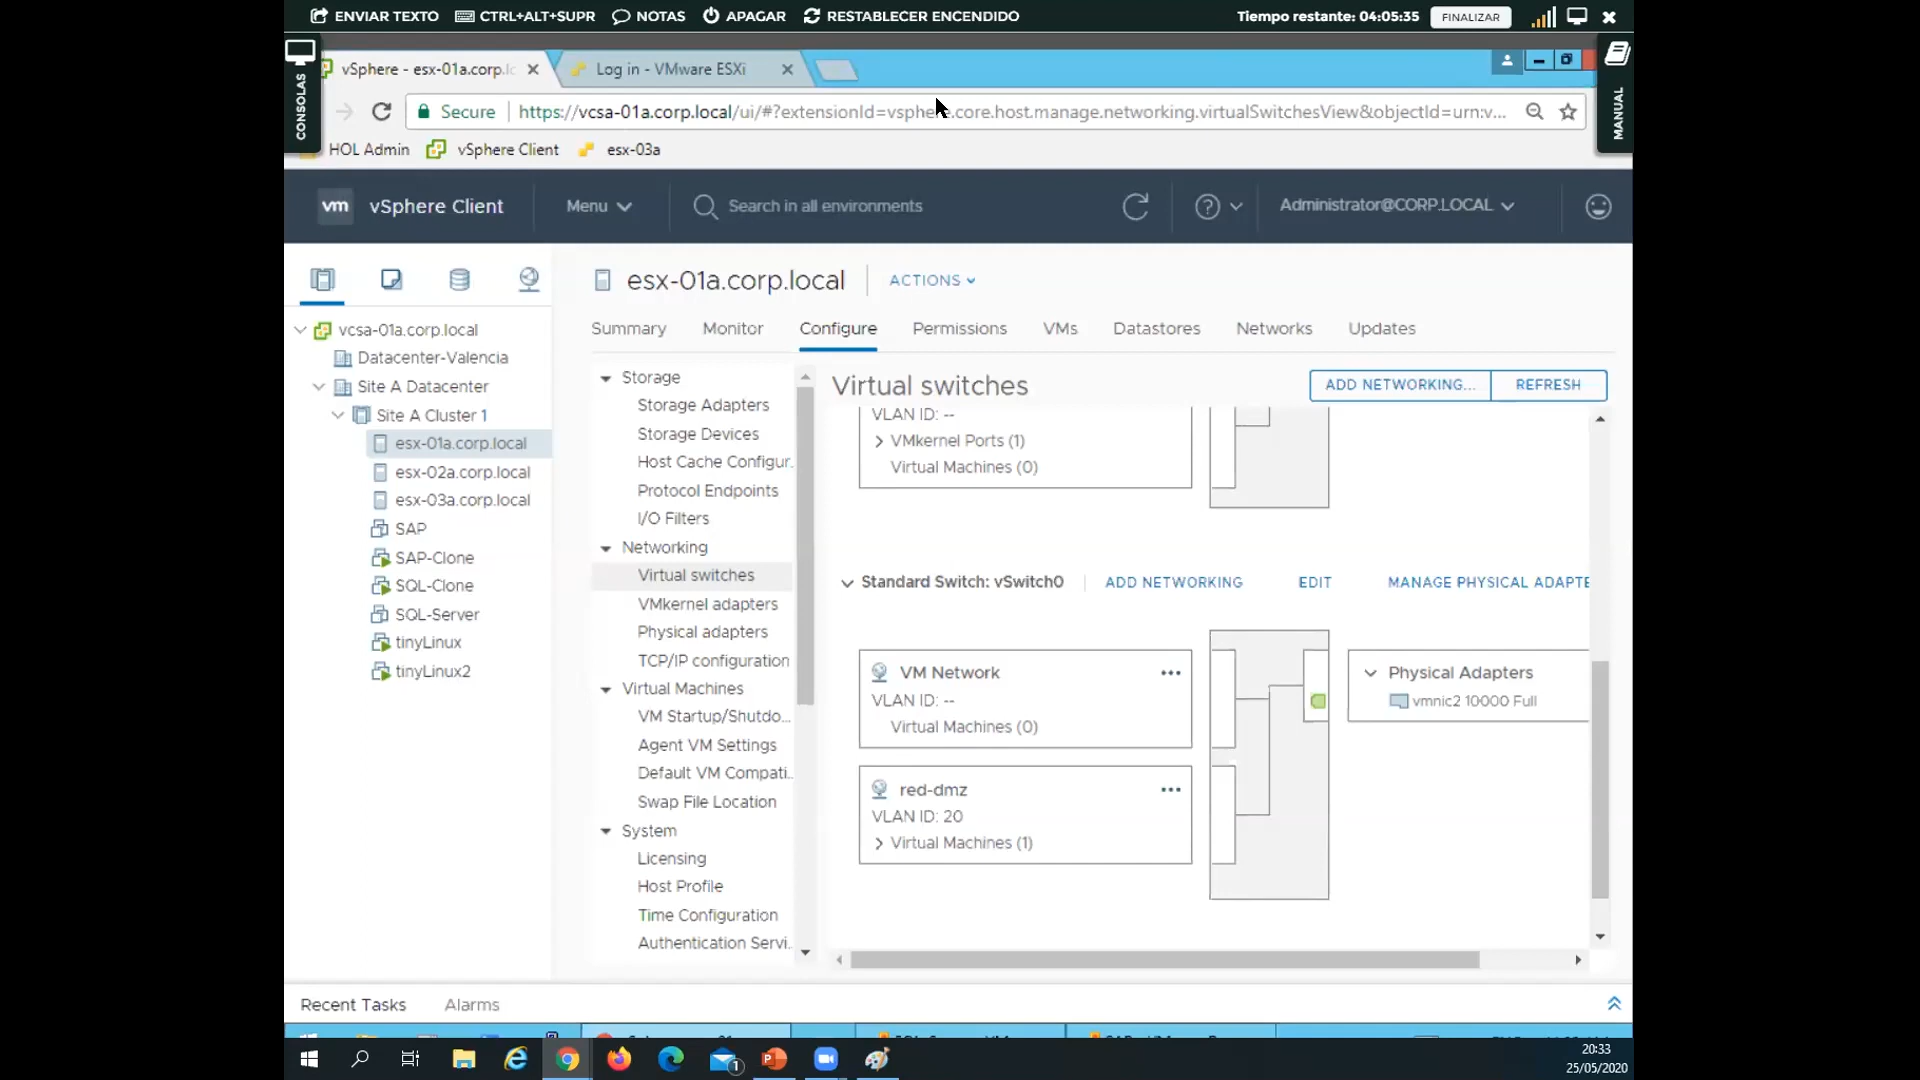 ENVIAR TEXTO CTRL+ALT+SUPR NOTAS APAGAR RESTABLECER ENCENDIDO Tiempo restante: 04:05:35 FINALIZAR
CONSOLAS
MANUAL
vSphere - esx-01a.corp.lo Log in - VMware ESXi
Secure https://vcsa-01a.corp.local/ui/#?extensionId=vsphere.core.host.manage.networking.virtualSwitchesView&objectId=urn:v...
HOL Admin vSphere Client esx-03a
vm vSphere Client Menu Search in all environments Administrator@CORP.LOCAL
esx-01a.corp.local ACTIONS
Summary Monitor Configure Permissions VMs Datastores Networks Updates
vcsa-01a.corp.local
Datacenter-Valencia
Site A Datacenter
Site A Cluster 1
esx-01a.corp.local
esx-02a.corp.local
esx-03a.corp.local
SAP
SAP-Clone
SQL-Clone
SQL-Server
tinyLinux
tinyLinux2
Storage
Storage Adapters
Storage Devices
Host Cache Configur.
Protocol Endpoints
I/O Filters
Networking
Virtual switches
VMkernel adapters
Physical adapters
TCP/IP configuration
Virtual Machines
VM Startup/Shutdo...
Agent VM Settings
Default VM Compati..
Swap File Location
System
Licensing
Host Profile
Time Configuration
Authentication Servi..
Virtual switches ADD NETWORKING... REFRESH
VLAN ID: --
VMkernel Ports (1)
Virtual Machines (0)
Standard Switch: vSwitch0 ADD NETWORKING EDIT MANAGE PHYSICAL ADAPTE
VM Network ...
VLAN ID: --
Virtual Machines (0)
Physical Adapters
vmnic2 10000 Full
red-dmz ...
VLAN ID: 20
Virtual Machines (1)
Recent Tasks Alarms
1
20:33
25/05/2020